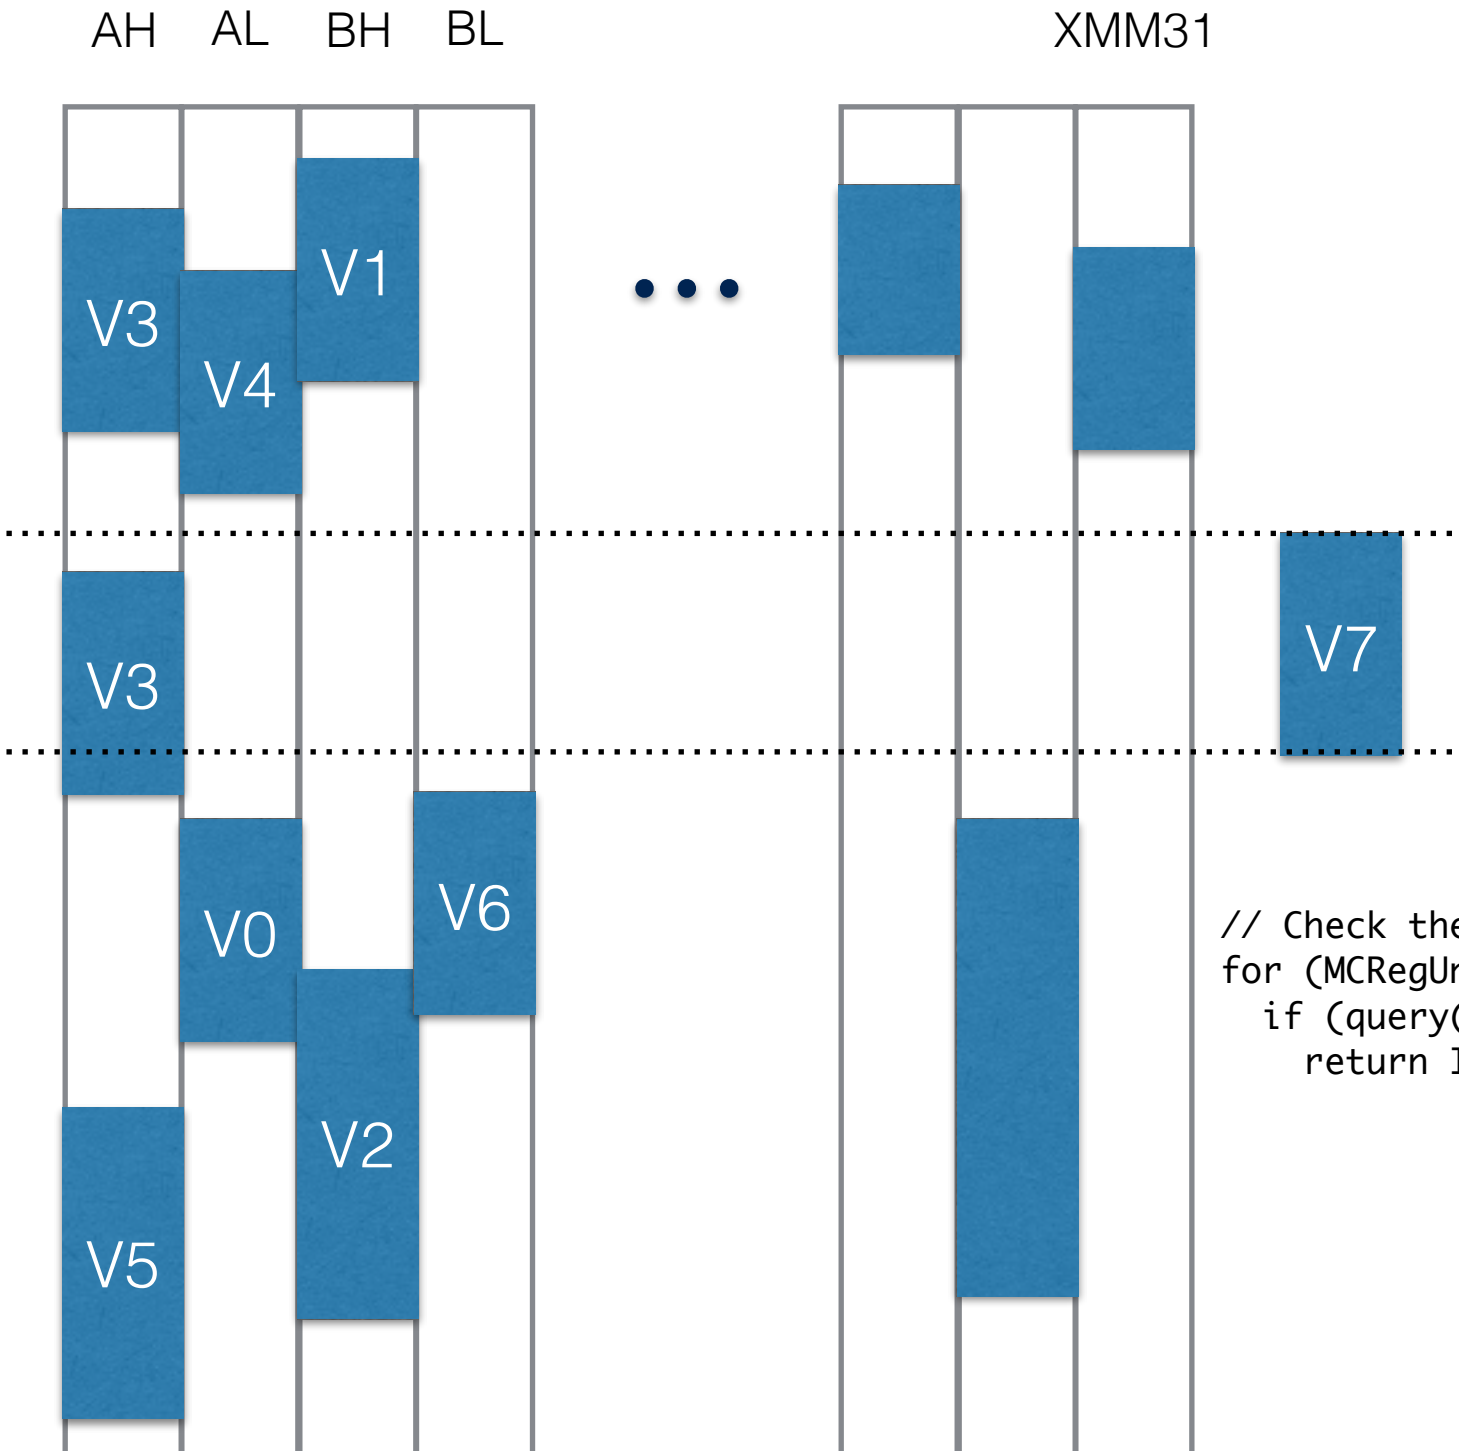 AH AL BH BL XMM31
V1
V3
V4
V7
V3
V6
V0
// Check the
for (MCRegUn
if (query(
return I
V2
V5